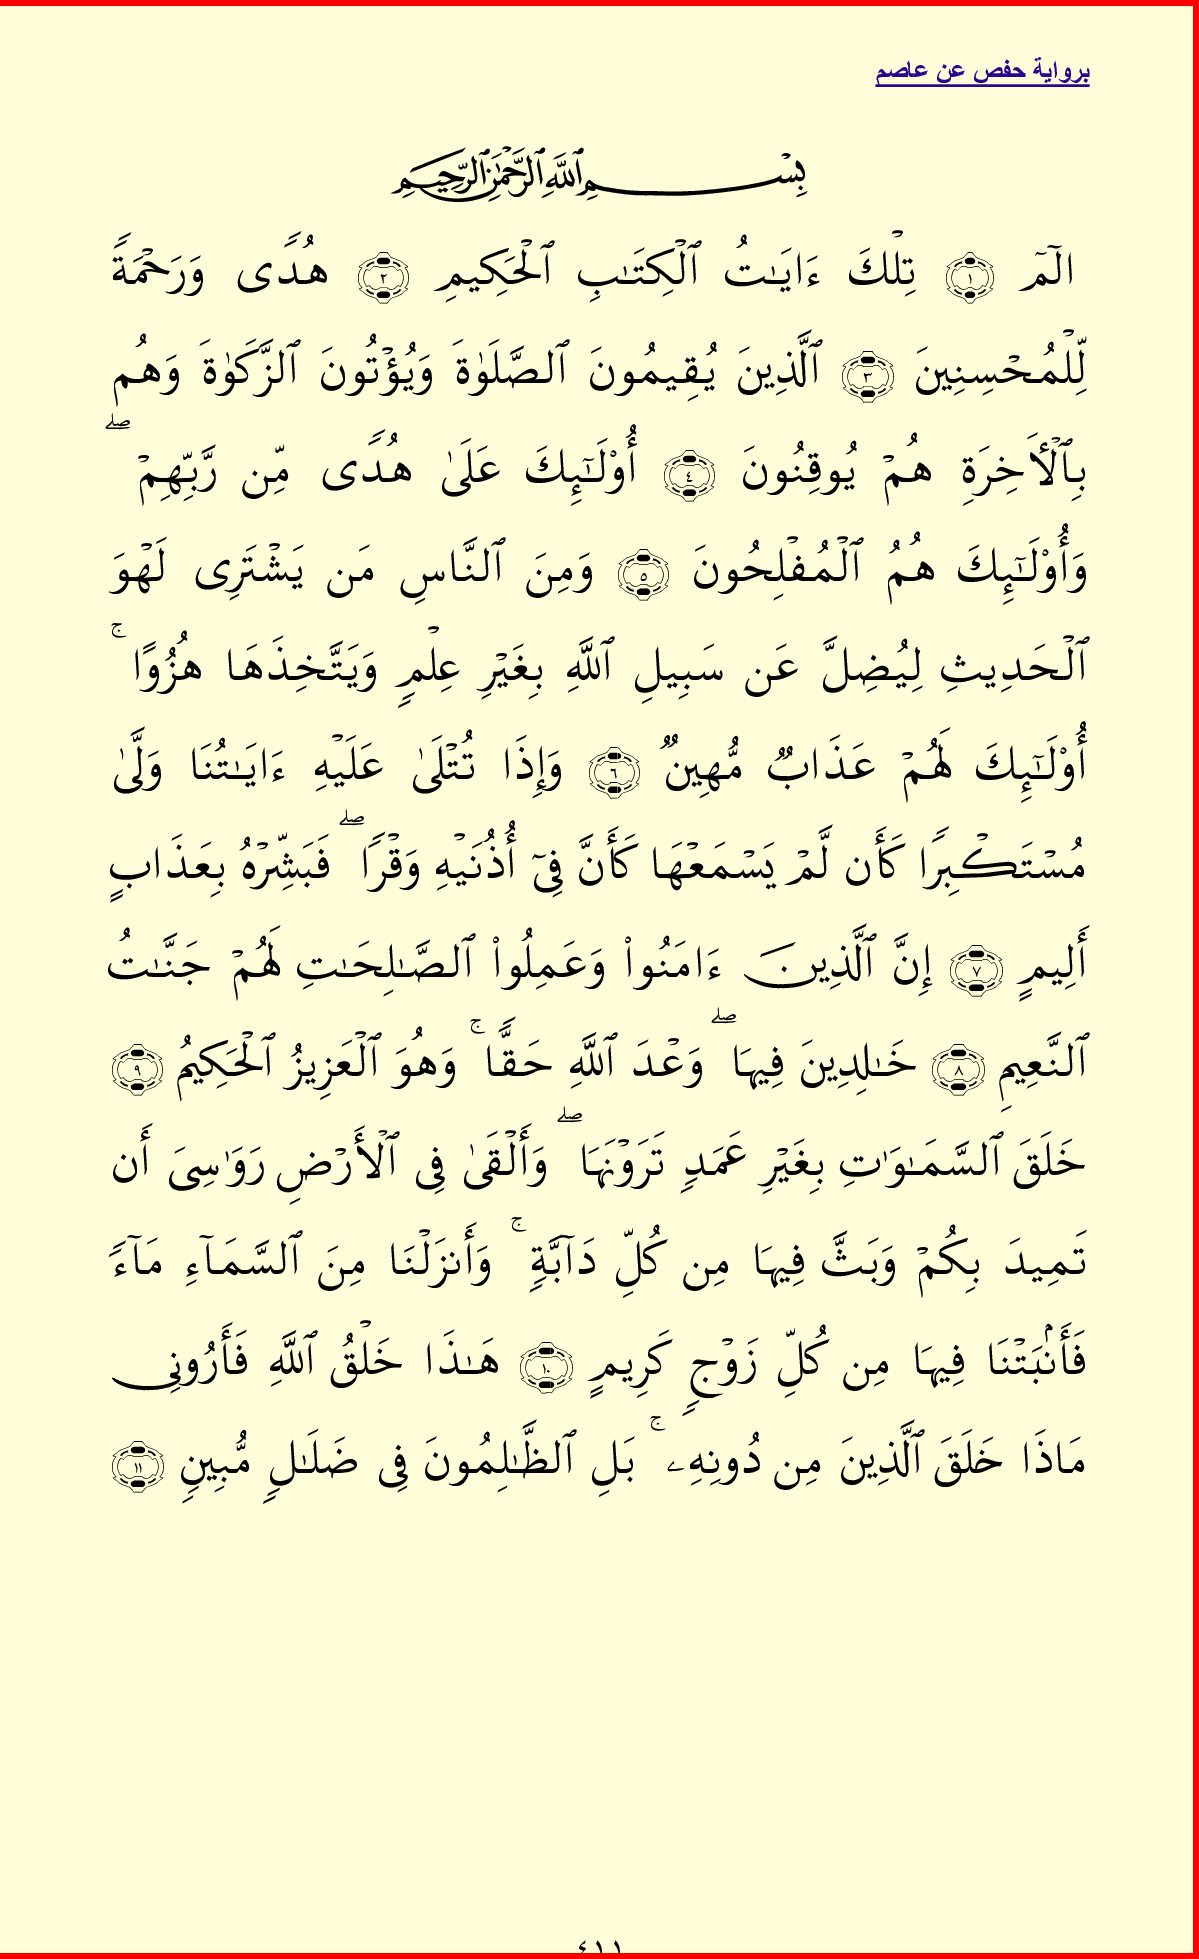 برواية حفص عن عاصم
بِسْمِ ٱللَّهِ ٱلرَّحْمَٰنِ ٱلرَّحِيمِ
الٓمٓ ١ تِلْكَ ءَايَـٰتُ ٱلْكِتَـٰبِ ٱلْحَكِيمِ ٢ هُدًى وَرَحْمَةً
لِّلْمُحْسِنِينَ ٣ ٱلَّذِينَ يُقِيمُونَ ٱلصَّلَوٰةَ وَيُؤْتُونَ ٱلزَّكَوٰةَ وَهُم
بِٱلْأَخِرَةِ هُمْ يُوقِنُونَ ٤ أُوْلَـٰٓئِكَ عَلَىٰ هُدًى مِّن رَّبِّهِمْ ۖ
وَأُوْلَـٰٓئِكَ هُمُ ٱلْمُفْلِحُونَ ٥ وَمِنَ ٱلنَّاسِ مَن يَشْتَرِى لَهْوَ
ٱلْحَدِيثِ لِيُضِلَّ عَن سَبِيلِ ٱللَّهِ بِغَيْرِ عِلْمٍ وَيَتَّخِذَهَا هُزُوًا ۚ
أُوْلَـٰٓئِكَ لَهُمْ عَذَابٌ مُّهِينٌ ٦ وَإِذَا تُتْلَىٰ عَلَيْهِ ءَايَـٰتُنَا وَلَّىٰ
مُسْتَكْبِرًا كَأَن لَّمْ يَسْمَعْهَا كَأَنَّ فِىٓ أُذُنَيْهِ وَقْرًا ۖ فَبَشِّرْهُ بِعَذَابٍ
أَلِيمٍ ٧ إِنَّ ٱلَّذِينَ ءَامَنُوا۟ وَعَمِلُوا۟ ٱلصَّـٰلِحَـٰتِ لَهُمْ جَنَّـٰتُ
ٱلنَّعِيمِ ٨ خَـٰلِدِينَ فِيهَا ۖ وَعْدَ ٱللَّهِ حَقًّا ۚ وَهُوَ ٱلْعَزِيزُ ٱلْحَكِيمُ ٩
خَلَقَ ٱلسَّمَـٰوَٰتِ بِغَيْرِ عَمَدٍ تَرَوْنَهَا ۖ وَأَلْقَىٰ فِى ٱلْأَرْضِ رَوَٰسِىَ أَن
تَمِيدَ بِكُمْ وَبَثَّ فِيهَا مِن كُلِّ دَآبَّةٍ ۚ وَأَنزَلْنَا مِنَ ٱلسَّمَآءِ مَآءً
فَأَنۢبَتْنَا فِيهَا مِن كُلِّ زَوْجٍ كَرِيمٍ ١٠ هَـٰذَا خَلْقُ ٱللَّهِ فَأَرُونِى
مَاذَا خَلَقَ ٱلَّذِينَ مِن دُونِهِۦ ۚ بَلِ ٱلظَّـٰلِمُونَ فِى ضَلَـٰلٍ مُّبِينٍ ١١
٤١١